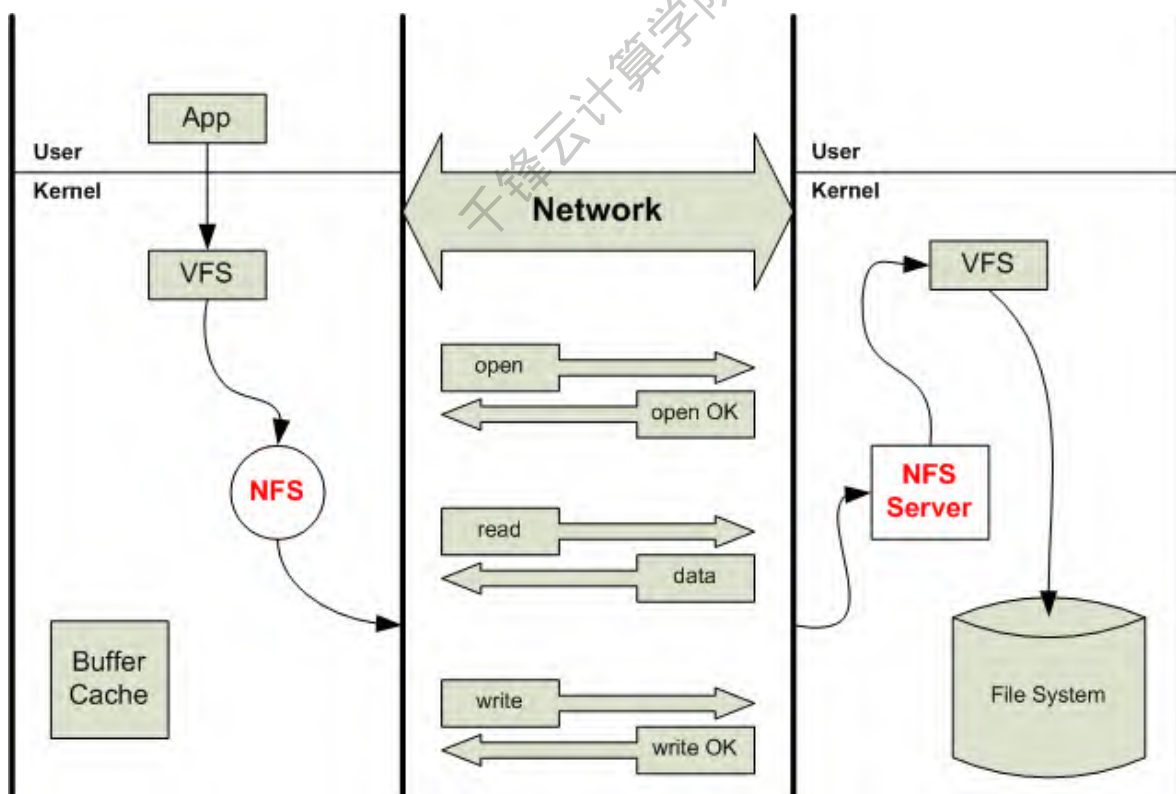 千锋云计算学院
App
User
Kernel
VFS
NFS
Buffer
Cache
Network
open
open OK
read
data
write
write OK
User
Kernel
VFS
NFS
Server
File System